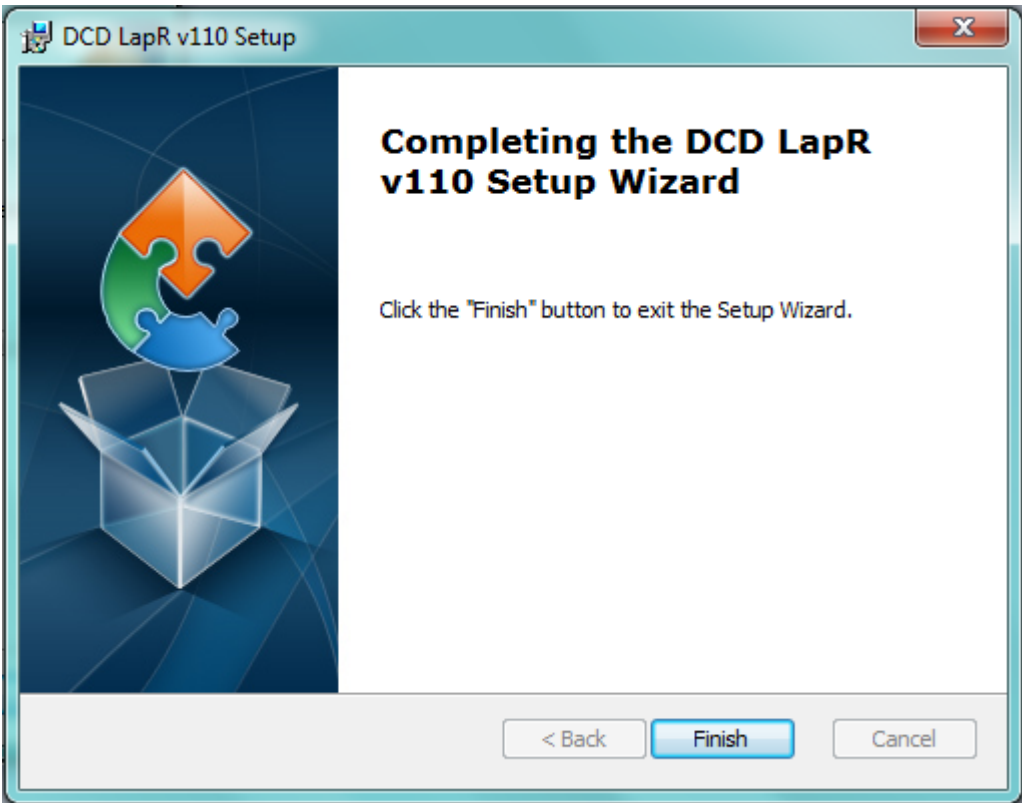 DCD LapR v110 Setup
Completing the DCD LapR
v110 Setup Wizard
Click the "Finish" button to exit the Setup Wizard.
< Back
Finish
Cancel